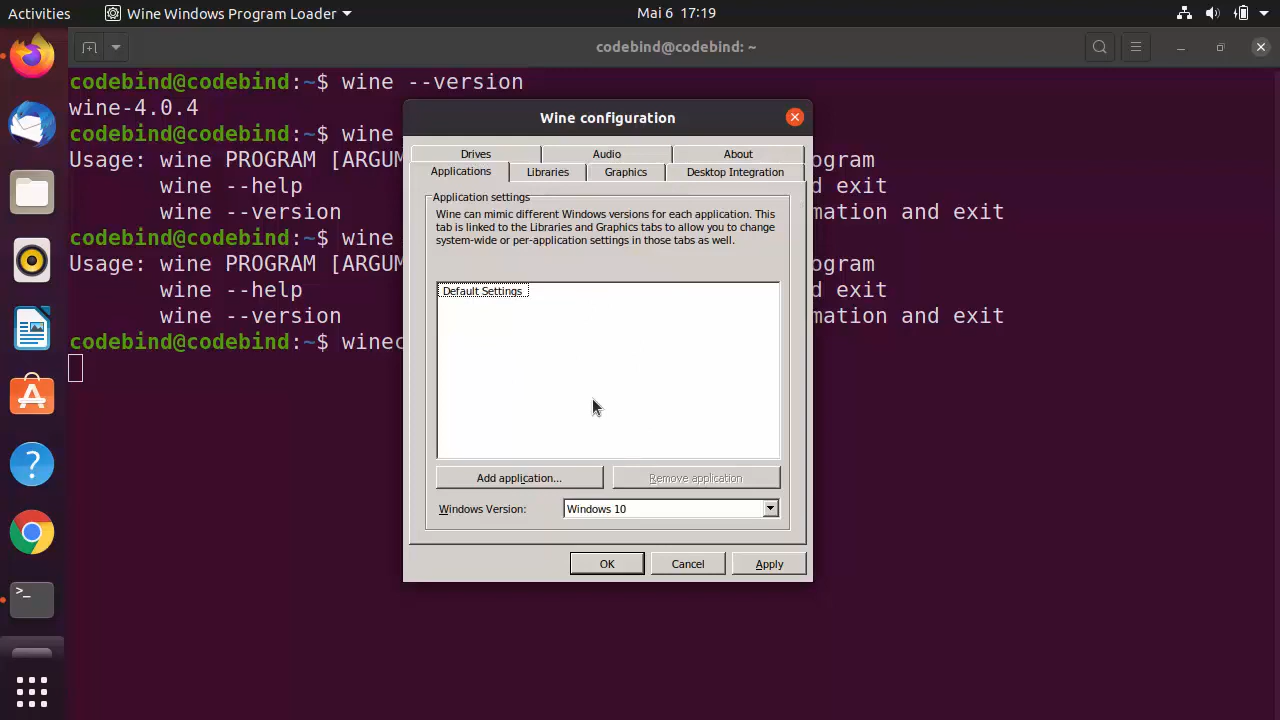 Activities
Wine Windows Program Loader
Mai 6 17:19
codebind@codebind: ~
codebind@codebind:~$ wine --version
wine-4.0.4
codebind@codebind:~$ wine
Usage: wine PROGRAM [ARGUM
ogram
wine --help
d exit
wine --version
mation and exit
codebind@codebind:~$ wine
Usage: wine PROGRAM [ARGUM
ogram
wine --help
d exit
wine --version
mation and exit
codebind@codebind:~$ winec
Wine configuration
Drives
Audio
About
Applications
Libraries
Graphics
Desktop Integration
Application settings
Wine can mimic different Windows versions for each application. This
tab is linked to the Libraries and Graphics tabs to allow you to change
system-wide or per-application settings in those tabs as well.
Default Settings
Add application...
Remove application
Windows Version:
Windows 10
OK
Cancel
Apply
>_